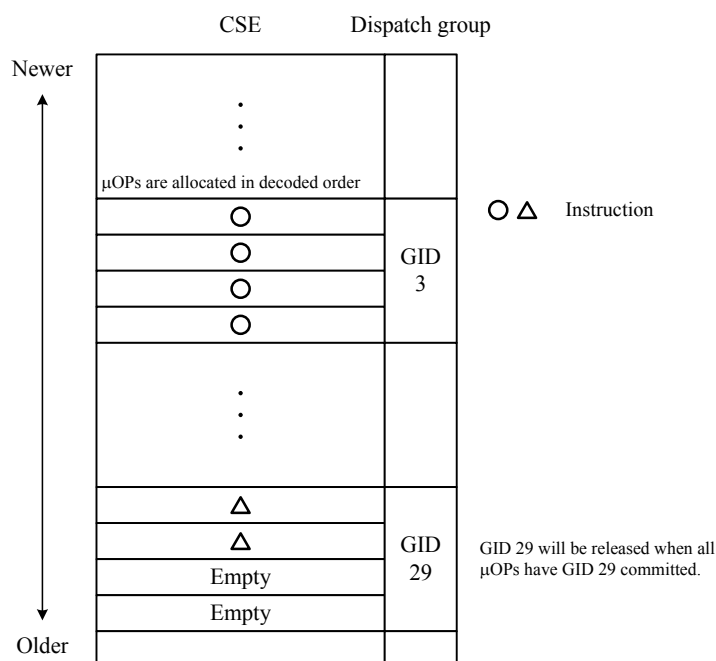 CSE Dispatch group
Newer
μOPs are allocated in decoded order
Instruction
GID
3
GID
29
Empty
Empty
GID 29 will be released when all
μOPs have GID 29 committed.
Older